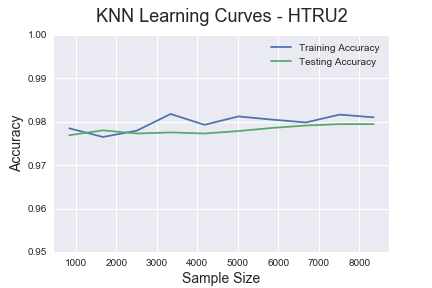 KNN Learning Curves - HTRU2
1.00
0.99
0.98
0.97
0.96
0.95
Accuracy
Training Accuracy
Testing Accuracy
1000 2000 3000 4000 5000 6000 7000 8000
Sample Size